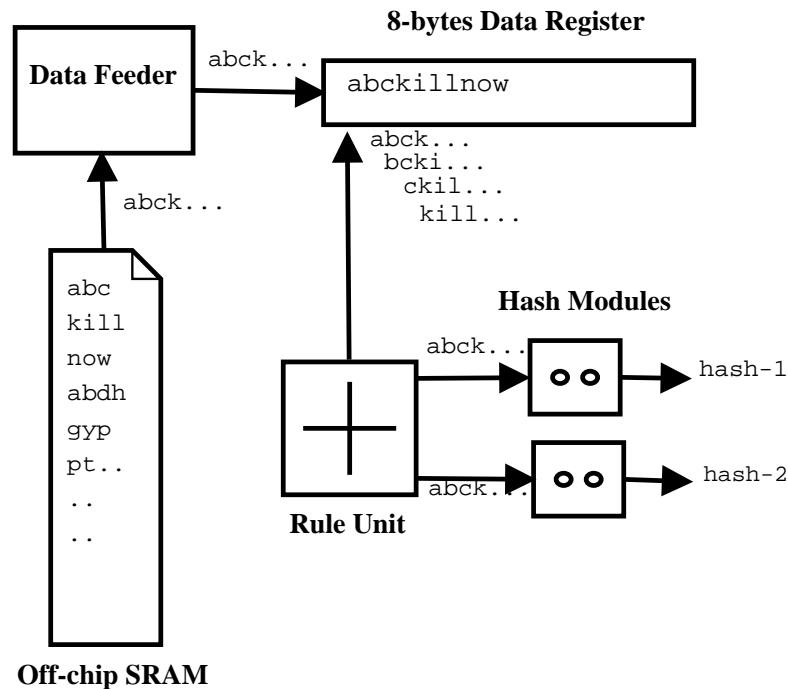 8-bytes Data Register
Data Feeder
abck...
abckillnow
abck...
bcki...
ckil...
kill...
abck...
abc
kill
now
abdh
gyp
pt..
..
..
Off-chip SRAM
Hash Modules
abck...
hash-1
abck...
hash-2
Rule Unit